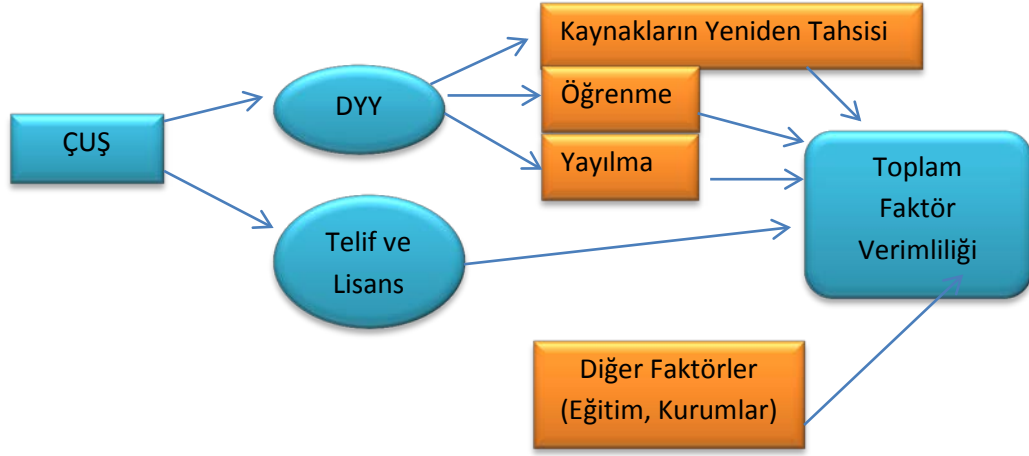 Kaynakların Yeniden Tahsisi
DYY
Öğrenme
ÇUŞ
Yayılma
Toplam
Faktör
Verimliliği
Telif ve
Lisans
Diğer Faktörler
(Eğitim, Kurumlar)